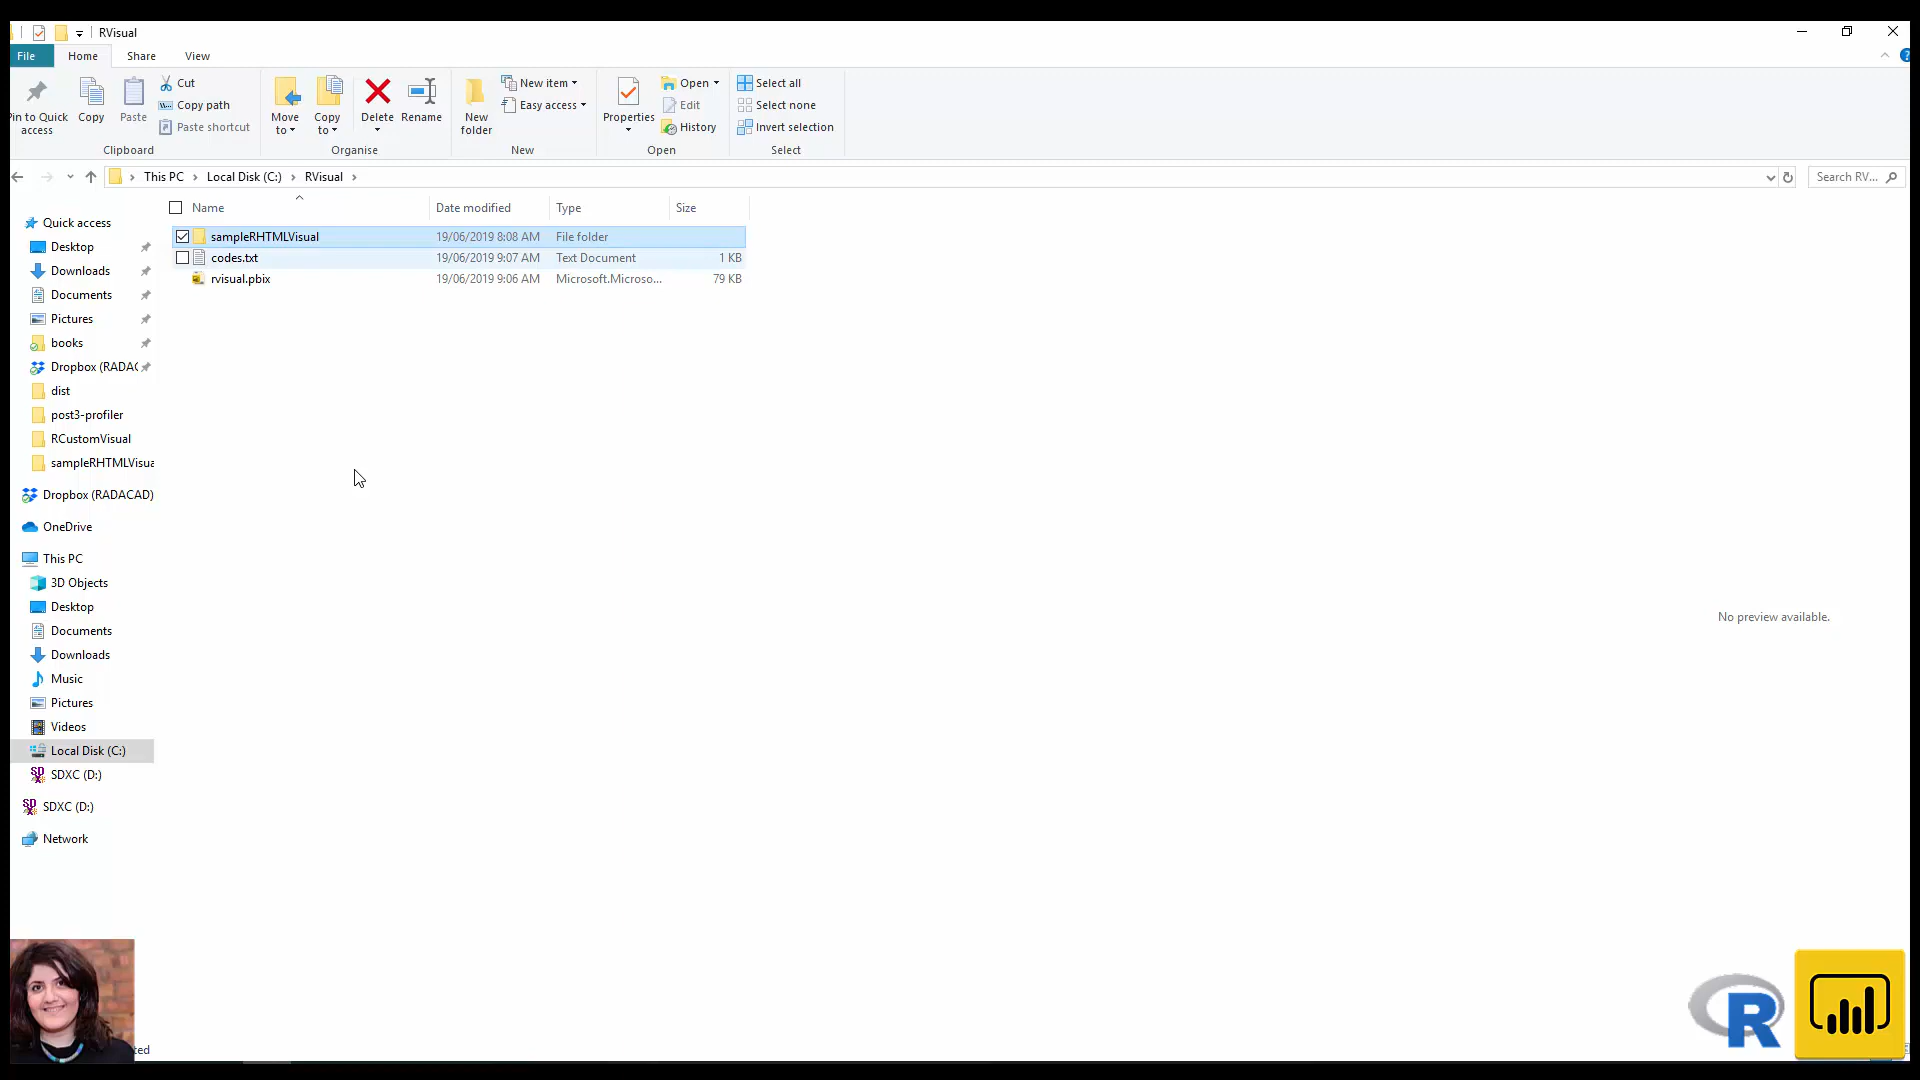 RVisual
File Home Share View
Pin to Quick access
Copy
Paste
Cut
Copy path
Paste shortcut
Clipboard
Move to
Copy to
Delete
Rename
Organise
New folder
New item
Easy access
New
Properties
Open
Edit
History
Open
Select all
Select none
Invert selection
Select
This PC Local Disk (C:) RVisual
Search RV...
Name Date modified Type Size
sampleRHTMLVisual 19/06/2019 8:08 AM File folder
codes.txt 19/06/2019 9:07 AM Text Document 1 KB
rvisual.pbix 19/06/2019 9:06 AM Microsoft.Microso... 79 KB
Quick access
Desktop
Downloads
Documents
Pictures
books
Dropbox (RADAC
dist
post3-profiler
RCustomVisual
sampleRHTMLVisua
Dropbox (RADACAD)
OneDrive
This PC
3D Objects
Desktop
Documents
Downloads
Music
Pictures
Videos
Local Disk (C:)
SDXC (D:)
SDXC (D:)
Network
No preview available.
ted
R